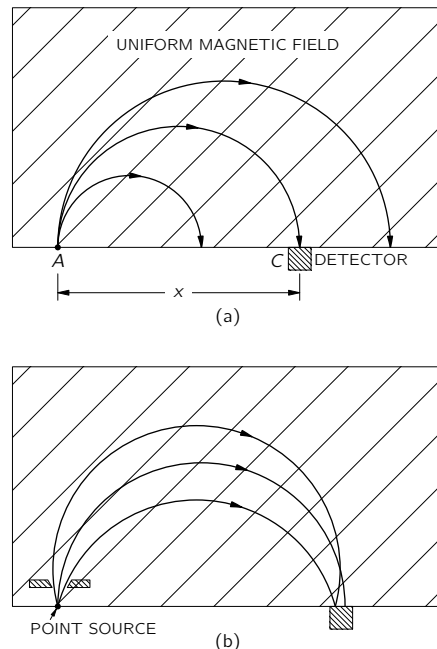 UNIFORM MAGNETIC FIELD
A
C
DETECTOR
x
(a)
POINT SOURCE
(b)